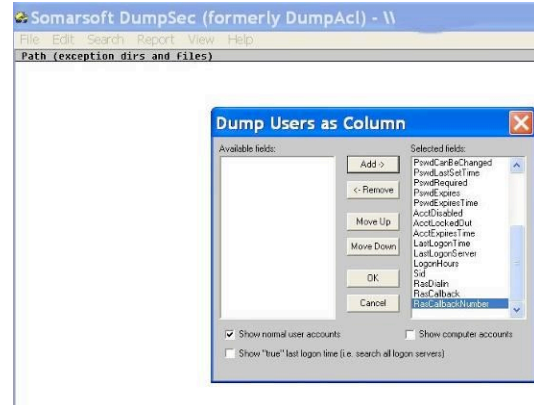 Somarsoft DumpSec (formerly DumpAcl) - \\
File Edit Search Report View Help
Path (exception dirs and files)
Dump Users as Column
Available fields:
Selected fields:
Add ->
<- Remove
Move Up
Move Down
OK
Cancel
PswdCanBeChanged
PswdLastSetTime
PswdRequired
PswdExpires
PswdExpiresTime
AcctDisabled
AcctLockedOut
AcctExpiresTime
LastLogonTime
LastLogonServer
LogonHours
Sid
RasDialin
RasCallback
RasCallbackNumber
Show normal user accounts
Show computer accounts
Show "true" last logon time (i.e. search all logon servers)